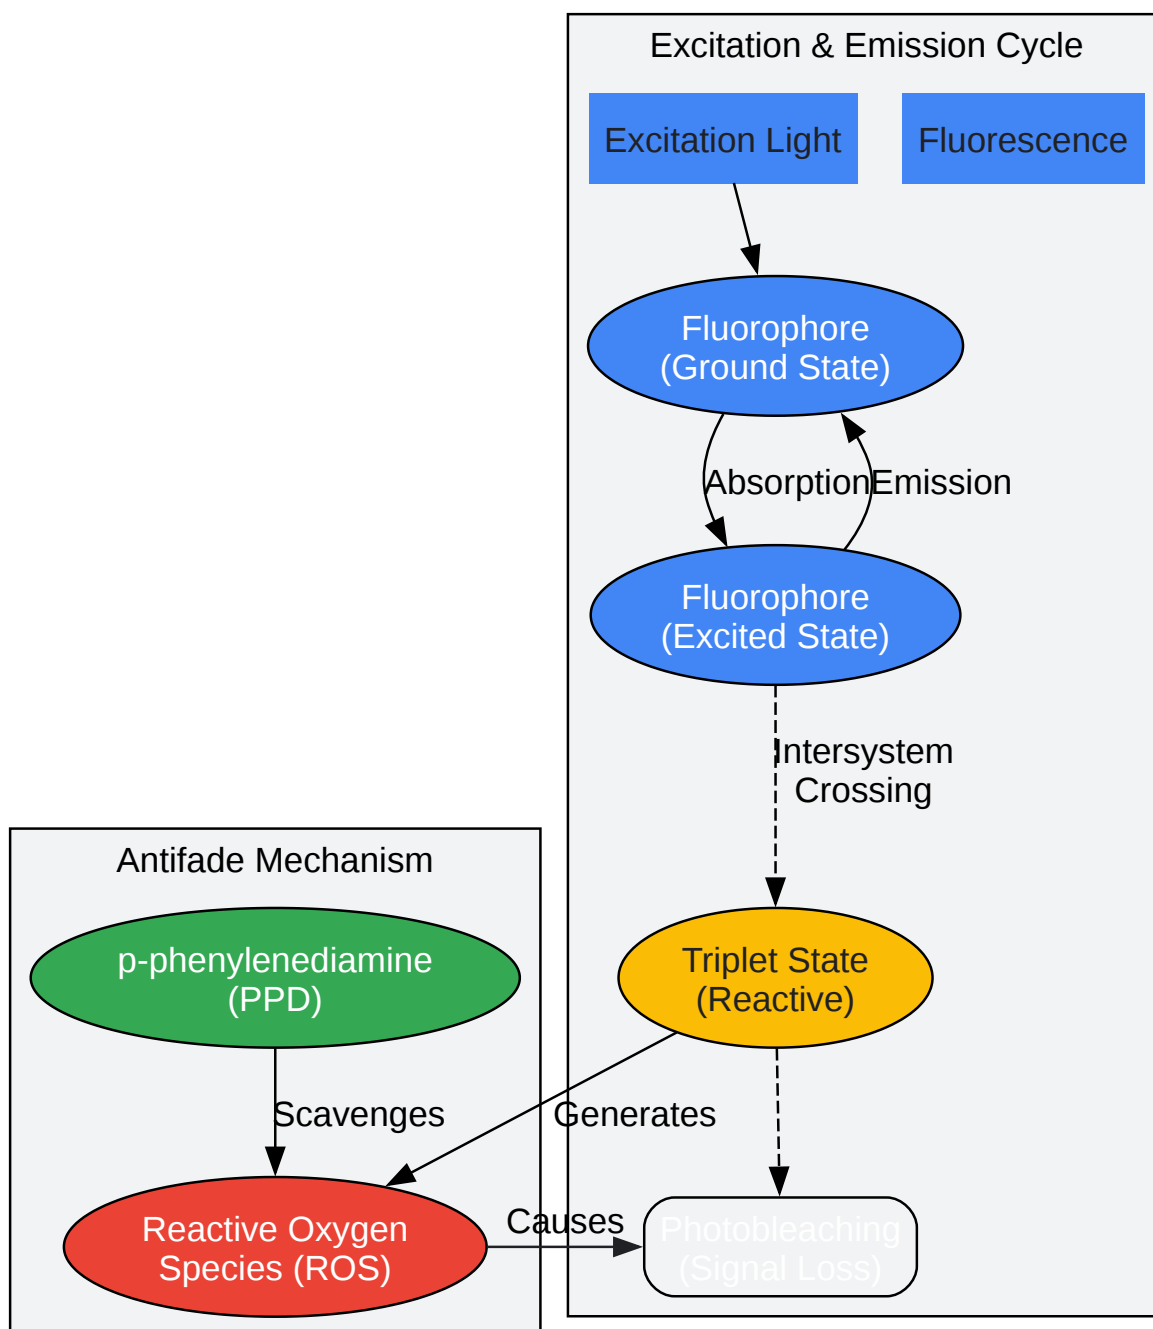 Excitation & Emission Cycle
Excitation Light
Fluorescence
Fluorophore
(Ground State)
Absorption
Emission
Fluorophore
(Excited State)
Intersystem
Crossing
Antifade Mechanism
p-phenylenediamine
(PPD)
Triplet State
(Reactive)
Scavenges
Generates
Reactive Oxygen
Species (ROS)
Causes
Photobleaching
(Signal Loss)